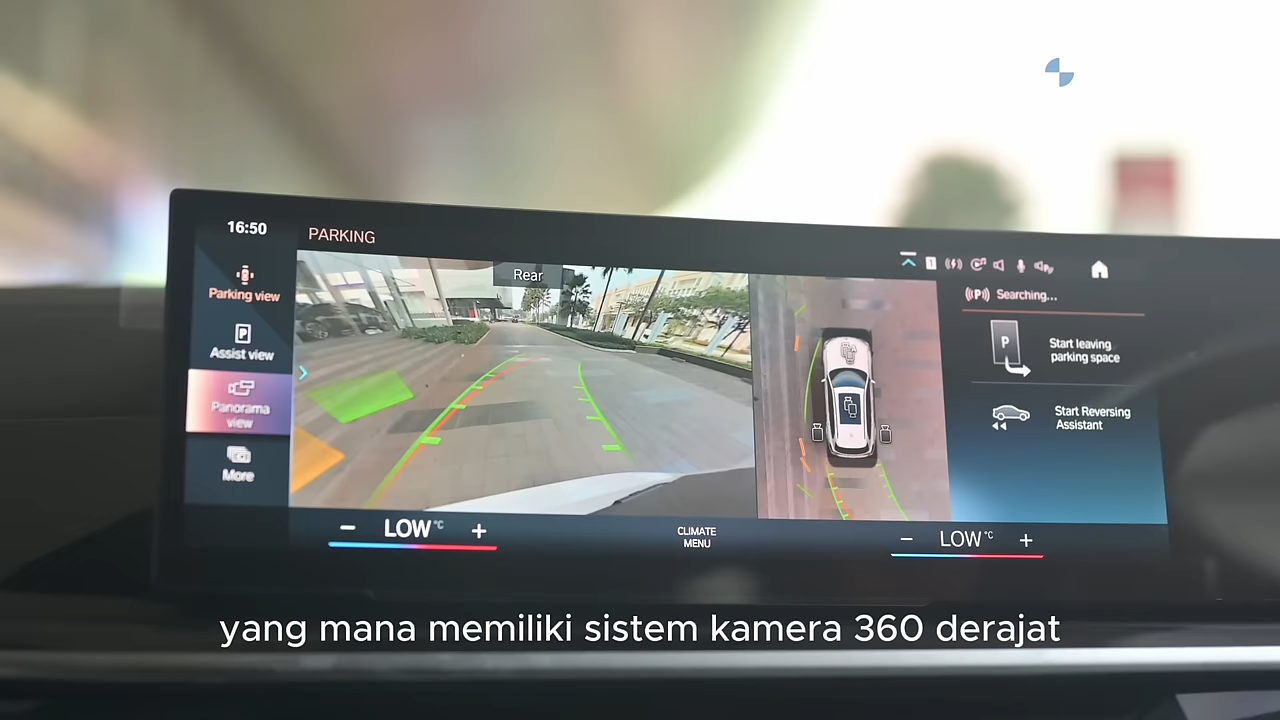 16:50
PARKING
Parking view
Assist view
Panorama
view
More
Rear
1
Searching...
P
Start leaving
parking space
Start Reversing
Assistant
− LOW °C +
CLIMATE
MENU
− LOW °C +
yang mana memiliki sistem kamera 360 derajat